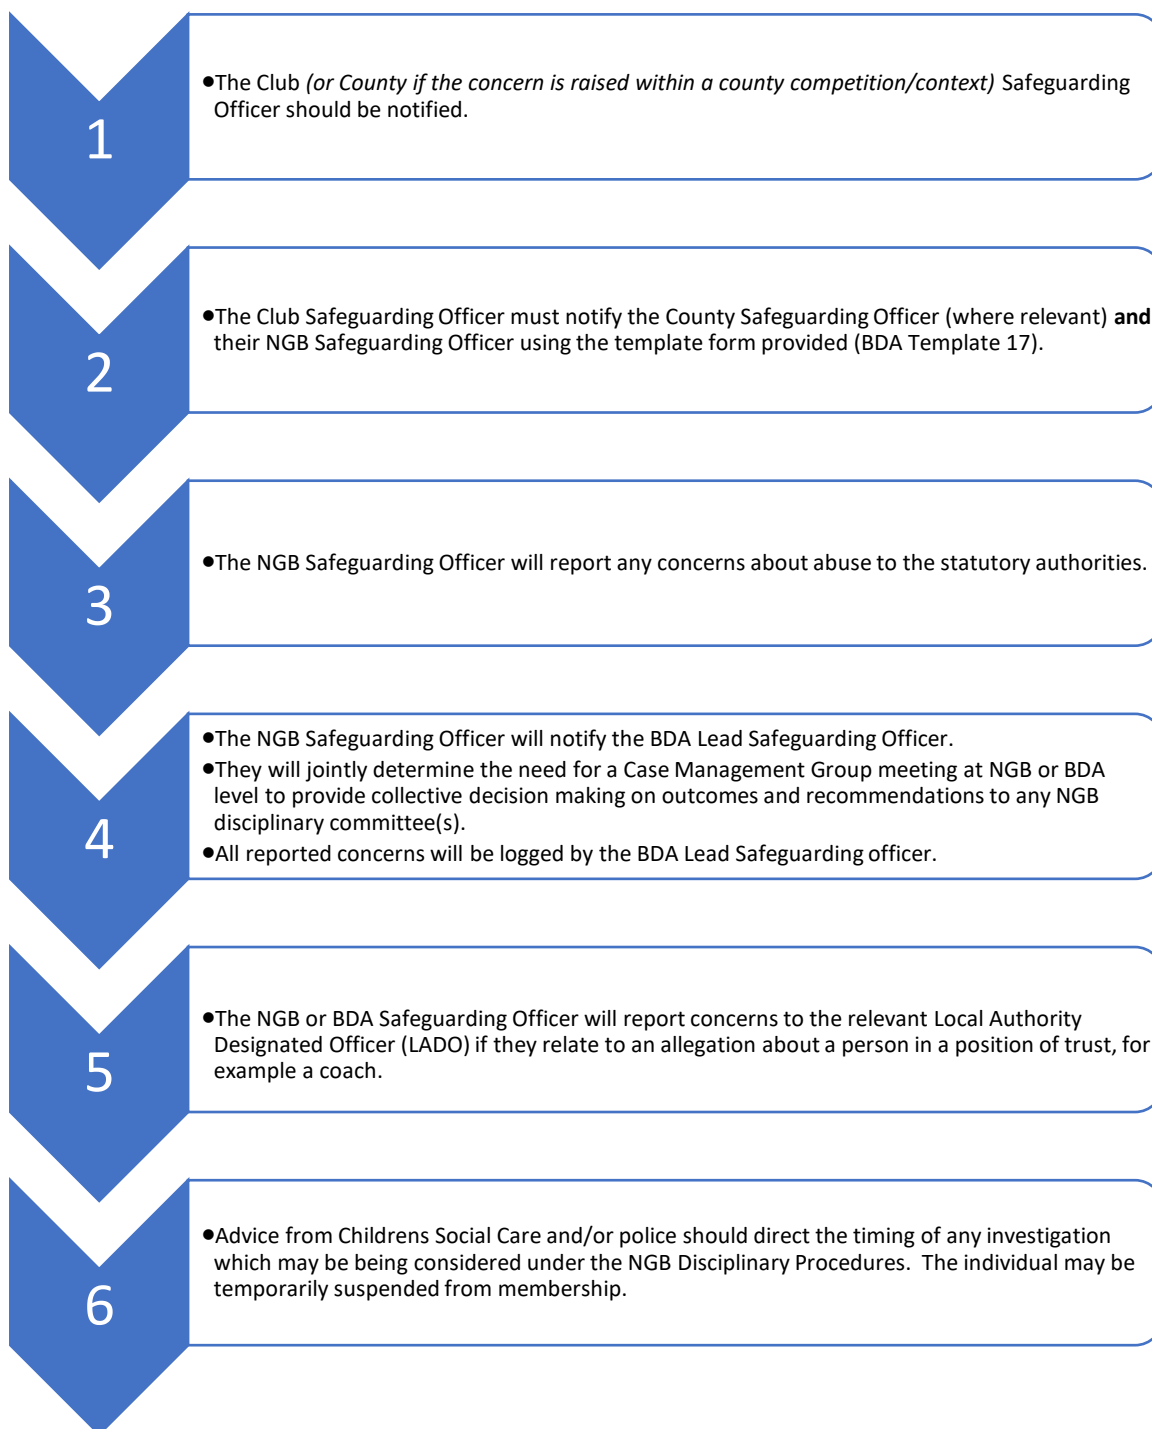 1
•The Club (or County if the concern is raised within a county competition/context) Safeguarding
Officer should be notified.
2
•The Club Safeguarding Officer must notify the County Safeguarding Officer (where relevant) and
their NGB Safeguarding Officer using the template form provided (BDA Template 17).
3
•The NGB Safeguarding Officer will report any concerns about abuse to the statutory authorities.
4
•The NGB Safeguarding Officer will notify the BDA Lead Safeguarding Officer.
•They will jointly determine the need for a Case Management Group meeting at NGB or BDA
level to provide collective decision making on outcomes and recommendations to any NGB
disciplinary committee(s).
•All reported concerns will be logged by the BDA Lead Safeguarding officer.
5
•The NGB or BDA Safeguarding Officer will report concerns to the relevant Local Authority
Designated Officer (LADO) if they relate to an allegation about a person in a position of trust, for
example a coach.
6
•Advice from Childrens Social Care and/or police should direct the timing of any investigation
which may be being considered under the NGB Disciplinary Procedures.  The individual may be
temporarily suspended from membership.